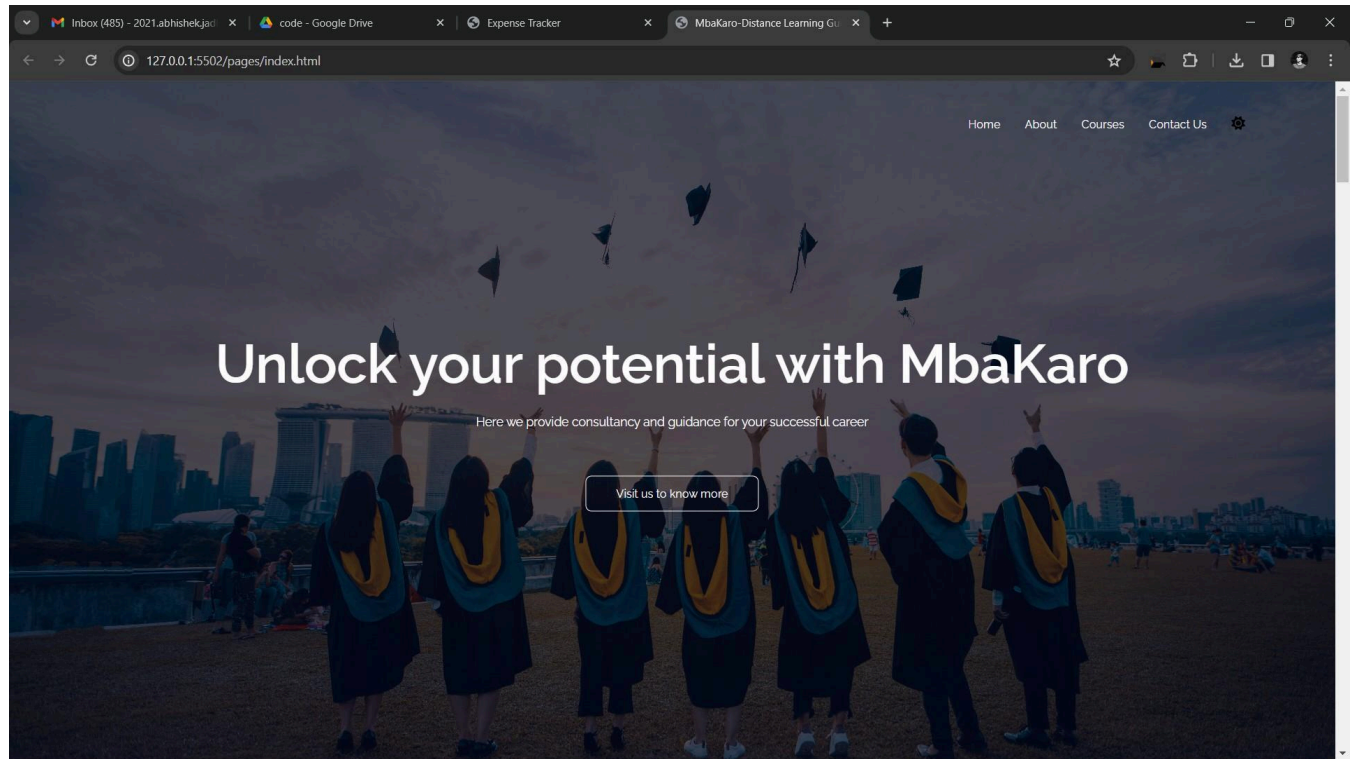 Inbox (485) - 2021.abhishek.jad
code - Google Drive
Expense Tracker
MbaKaro-Distance Learning Gu
127.0.0.1:5502/pages/index.html
Home About Courses Contact Us
Unlock your potential with MbaKaro
Here we provide consultancy and guidance for your successful career
Visit us to know more